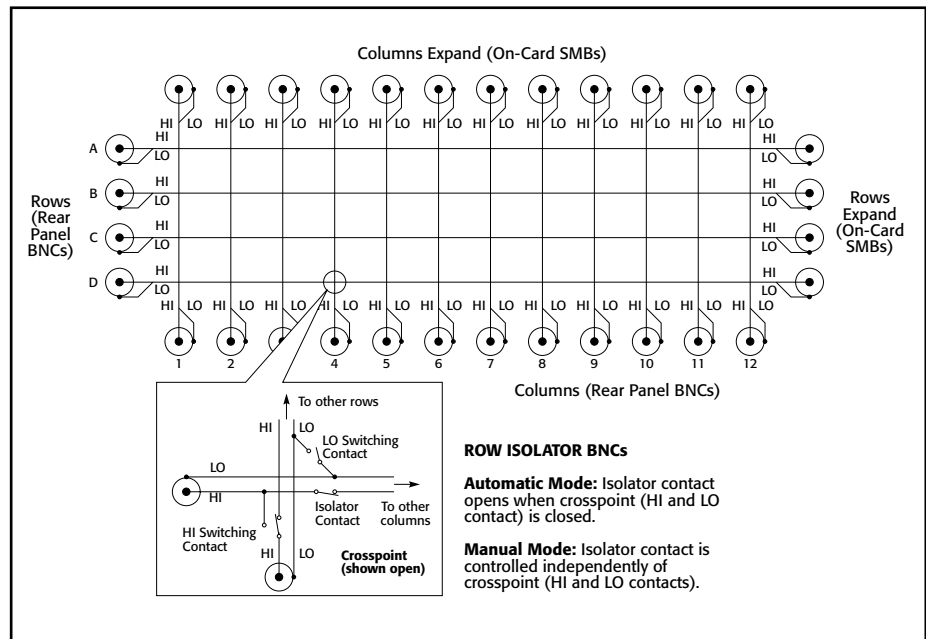 Columns Expand (On-Card SMBs)
HI LO HI LO HI LO HI LO HI LO HI LO HI LO HI LO HI LO HI LO HI LO HI LO
A HI LO HI LO
B HI LO HI LO
C HI LO HI LO
D HI LO HI LO
Rows
(Rear
Panel
BNCs)
Rows
Expand
(On-Card
SMBs)
HI LO HI LO HI LO HI LO HI LO HI LO HI LO HI LO HI LO HI LO HI LO HI LO
1 2 4 5 6 7 8 9 10 11 12
Columns (Rear Panel BNCs)
To other rows
HI LO
LO Switching
Contact
LO
HI
Isolator
Contact
To other
columns
HI Switching
Contact
HI LO
Crosspoint
(shown open)
ROW ISOLATOR BNCs
Automatic Mode: Isolator contact
opens when crosspoint (HI and LO
contact) is closed.
Manual Mode: Isolator contact is
controlled independently of
crosspoint (HI and LO contacts).